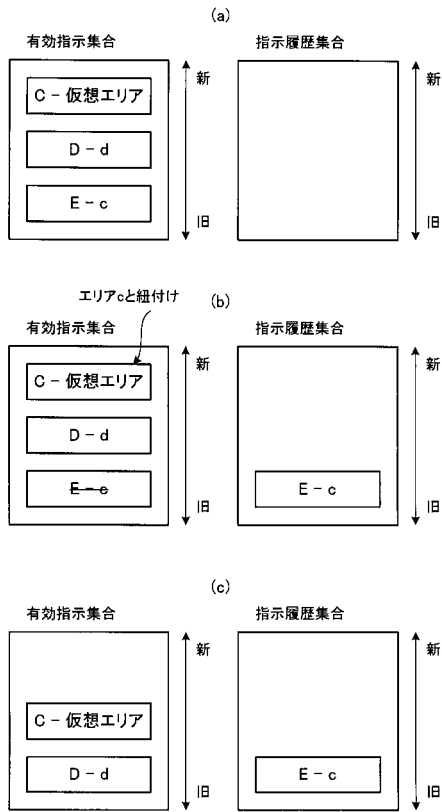 (a)
有効指示集合
指示履歴集合
C－仮想エリア
D－d
E－c
新
旧
新
旧
エリアcと紐付け
(b)
有効指示集合
指示履歴集合
C－仮想エリア
D－d
E－c
新
旧
E－c
新
旧
(c)
有効指示集合
指示履歴集合
C－仮想エリア
D－d
新
旧
E－c
新
旧